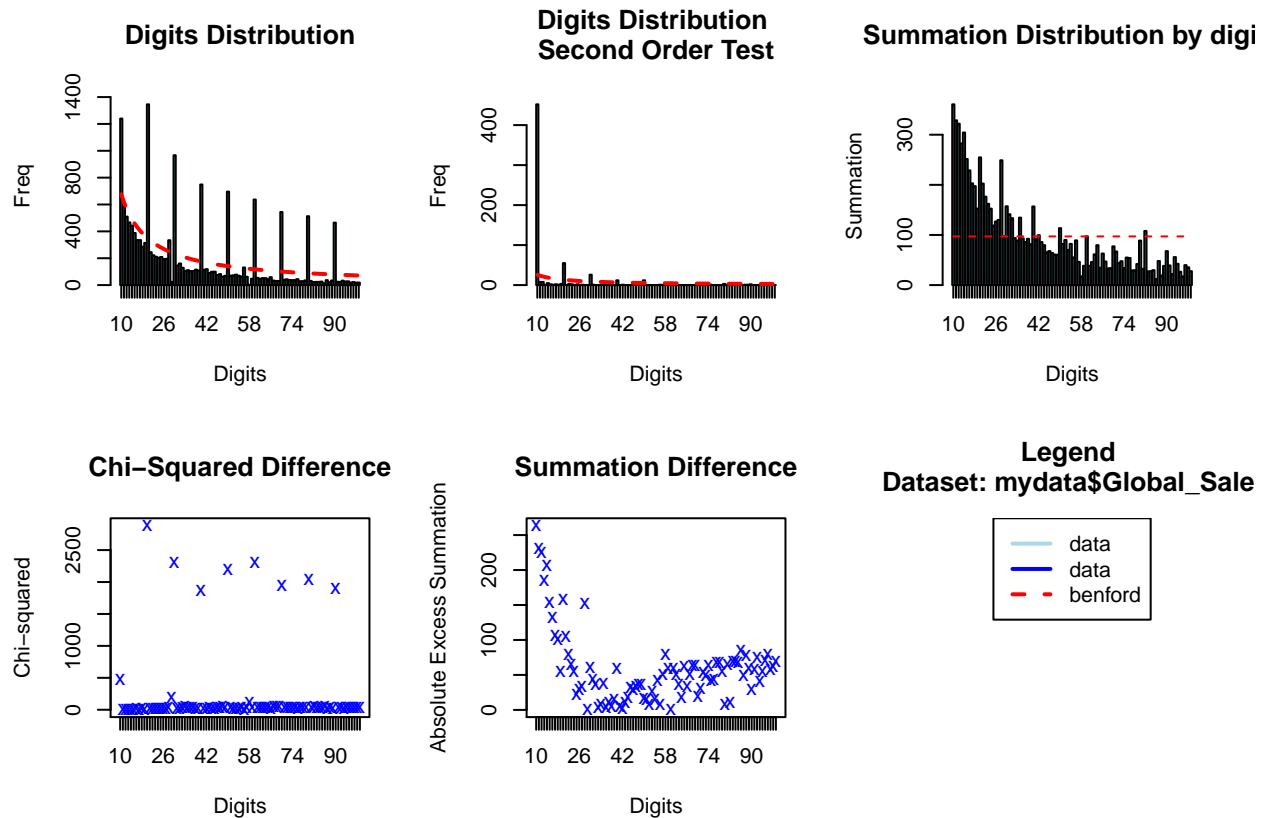 Digits Distribution
Freq
1400
800
400
0
10 26 42 58 74 90
Digits
Digits Distribution
Second Order Test
Freq
400
200
0
10 26 42 58 74 90
Digits
Summation Distribution by digi
Summation
300
100
0
10 26 42 58 74 90
Digits
Chi−Squared Difference
Chi−squared
2500
1000
0
10 26 42 58 74 90
Digits
Summation Difference
Absolute Excess Summation
200
100
0
10 26 42 58 74 90
Digits
Legend
Dataset: mydata$Global_Sale
data
data
benford